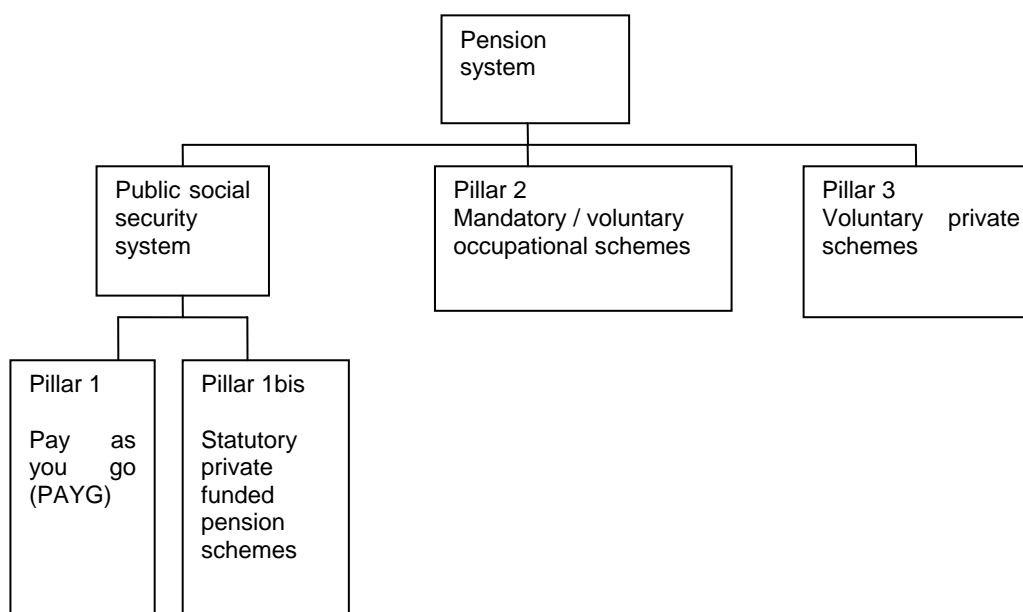 Pension
system
Public social
security
system
Pillar 2
Mandatory / voluntary
occupational schemes
Pillar 3
Voluntary private
schemes
Pillar 1
Pay as
you go
(PAYG)
Pillar 1bis
Statutory
private
funded
pension
schemes